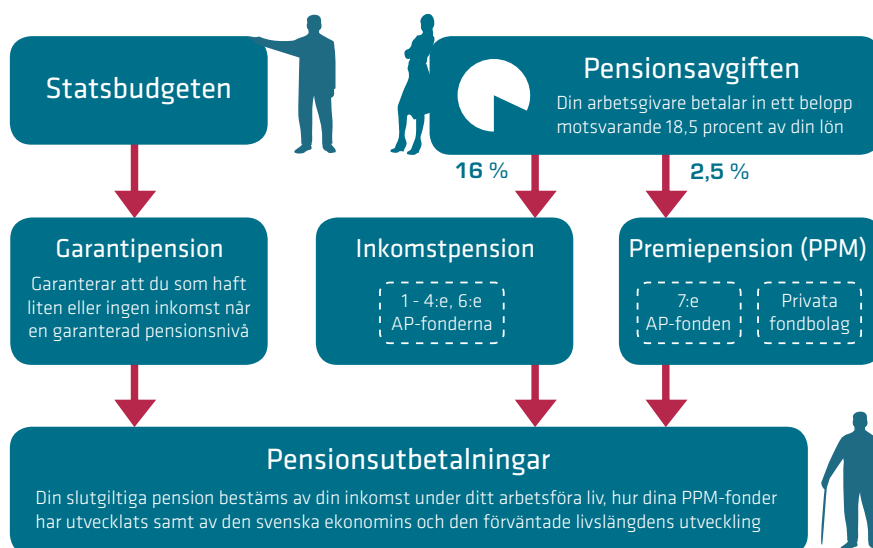 Statsbudgeten
Pensionsavgiften
Din arbetsgivare betalar in ett belopp
motsvarande 18,5 procent av din lön
16 %
2,5 %
Garantipension
Garanterar att du som haft
liten eller ingen inkomst når
en garanterad pensionsnivå
Inkomstpension
1 - 4:e, 6:e
AP-fonderna
Premiepension (PPM)
7:e
AP-fonden
Privata
fondbolag
Pensionsutbetalningar
Din slutgiltiga pension bestäms av din inkomst under ditt arbetsföra liv, hur dina PPM-fonder
har utvecklats samt av den svenska ekonomins och den förväntade livslängdens utveckling